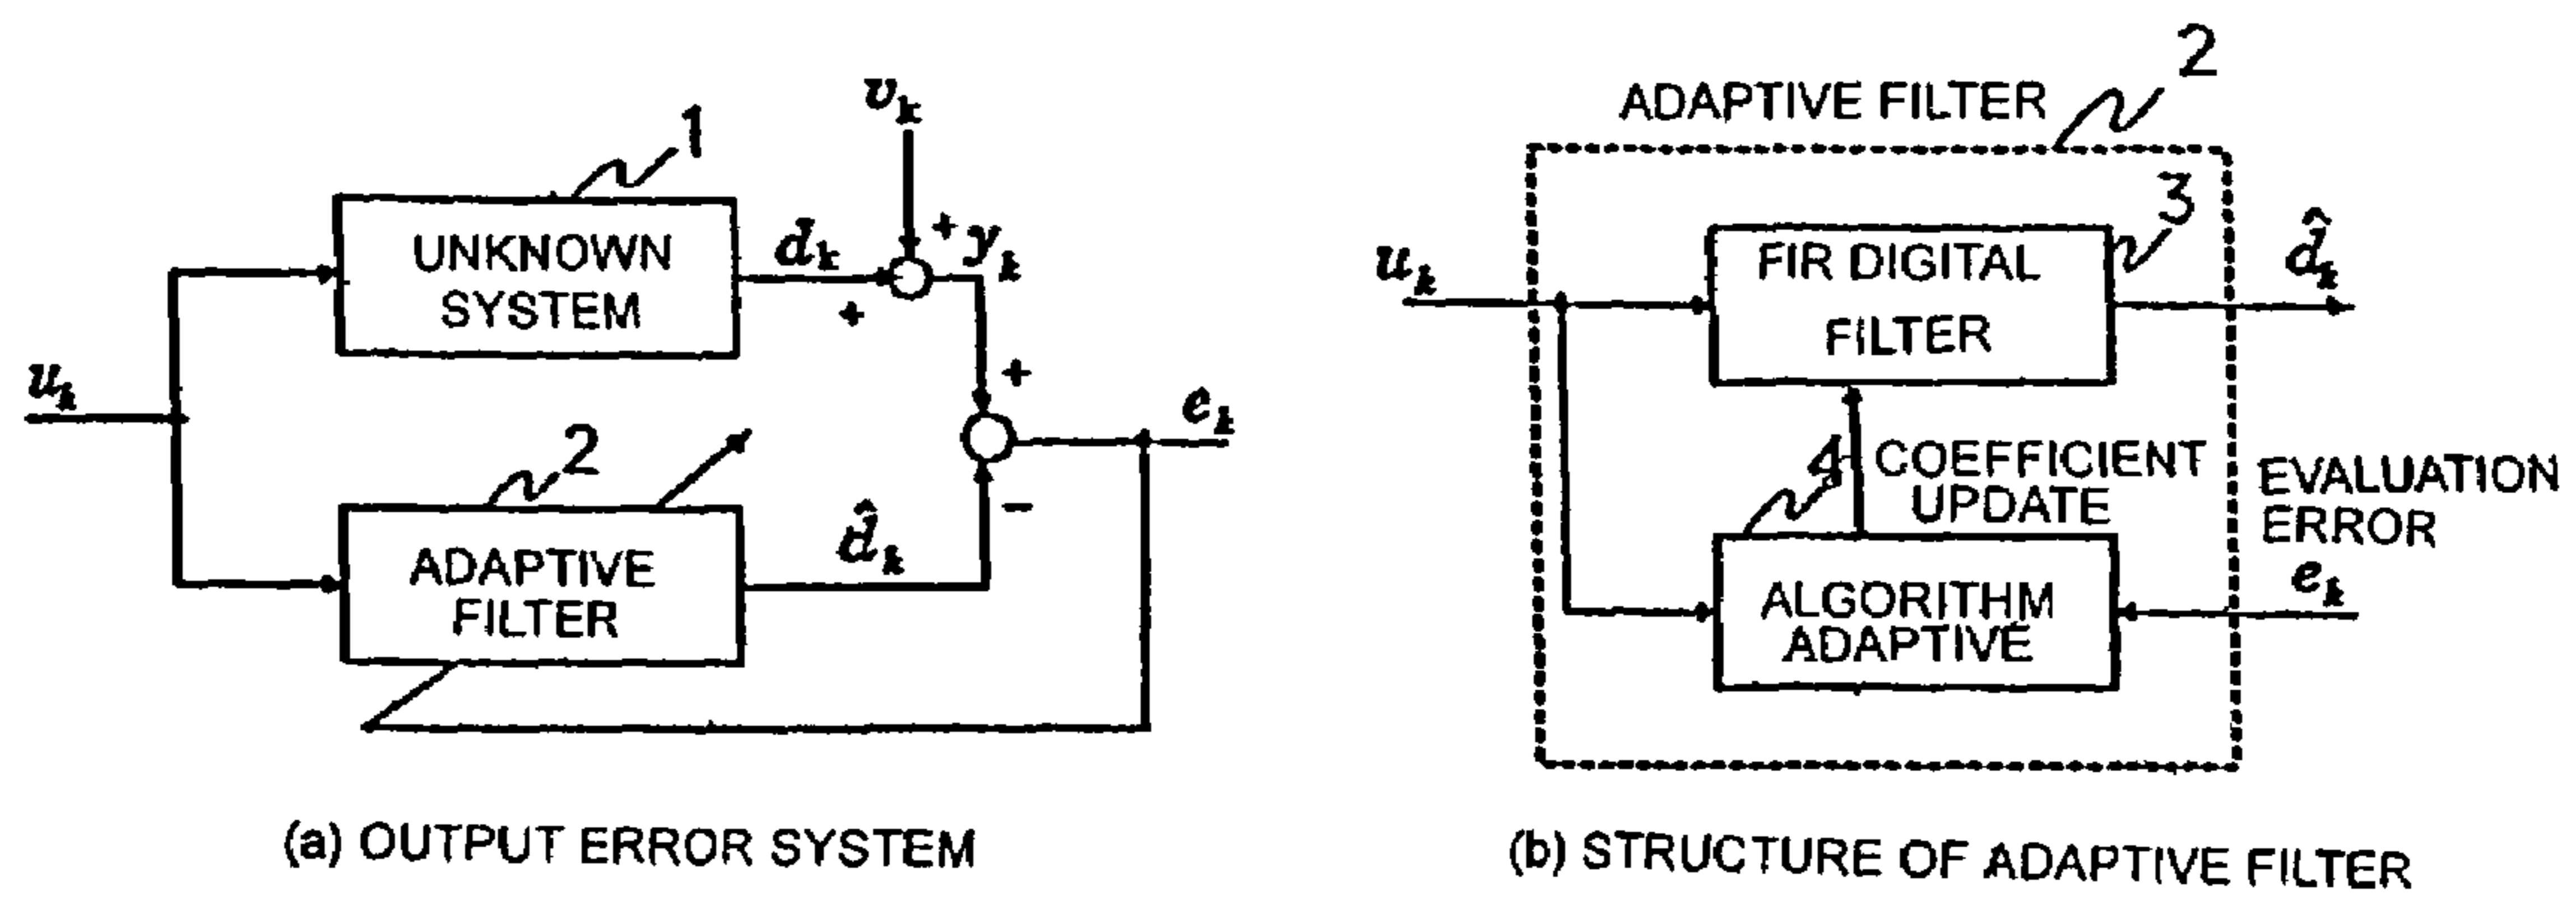 v_k
1
UNKNOWN
SYSTEM
d_k
+
+
y_k
u_k
+
e_k
2
−
ADAPTIVE
FILTER
d̂_k
(a) OUTPUT ERROR SYSTEM
2
ADAPTIVE FILTER
3
u_k
FIR DIGITAL
FILTER
d̂_k
4
COEFFICIENT
UPDATE
EVALUATION
ERROR
e_k
ALGORITHM
ADAPTIVE
(b) STRUCTURE OF ADAPTIVE FILTER